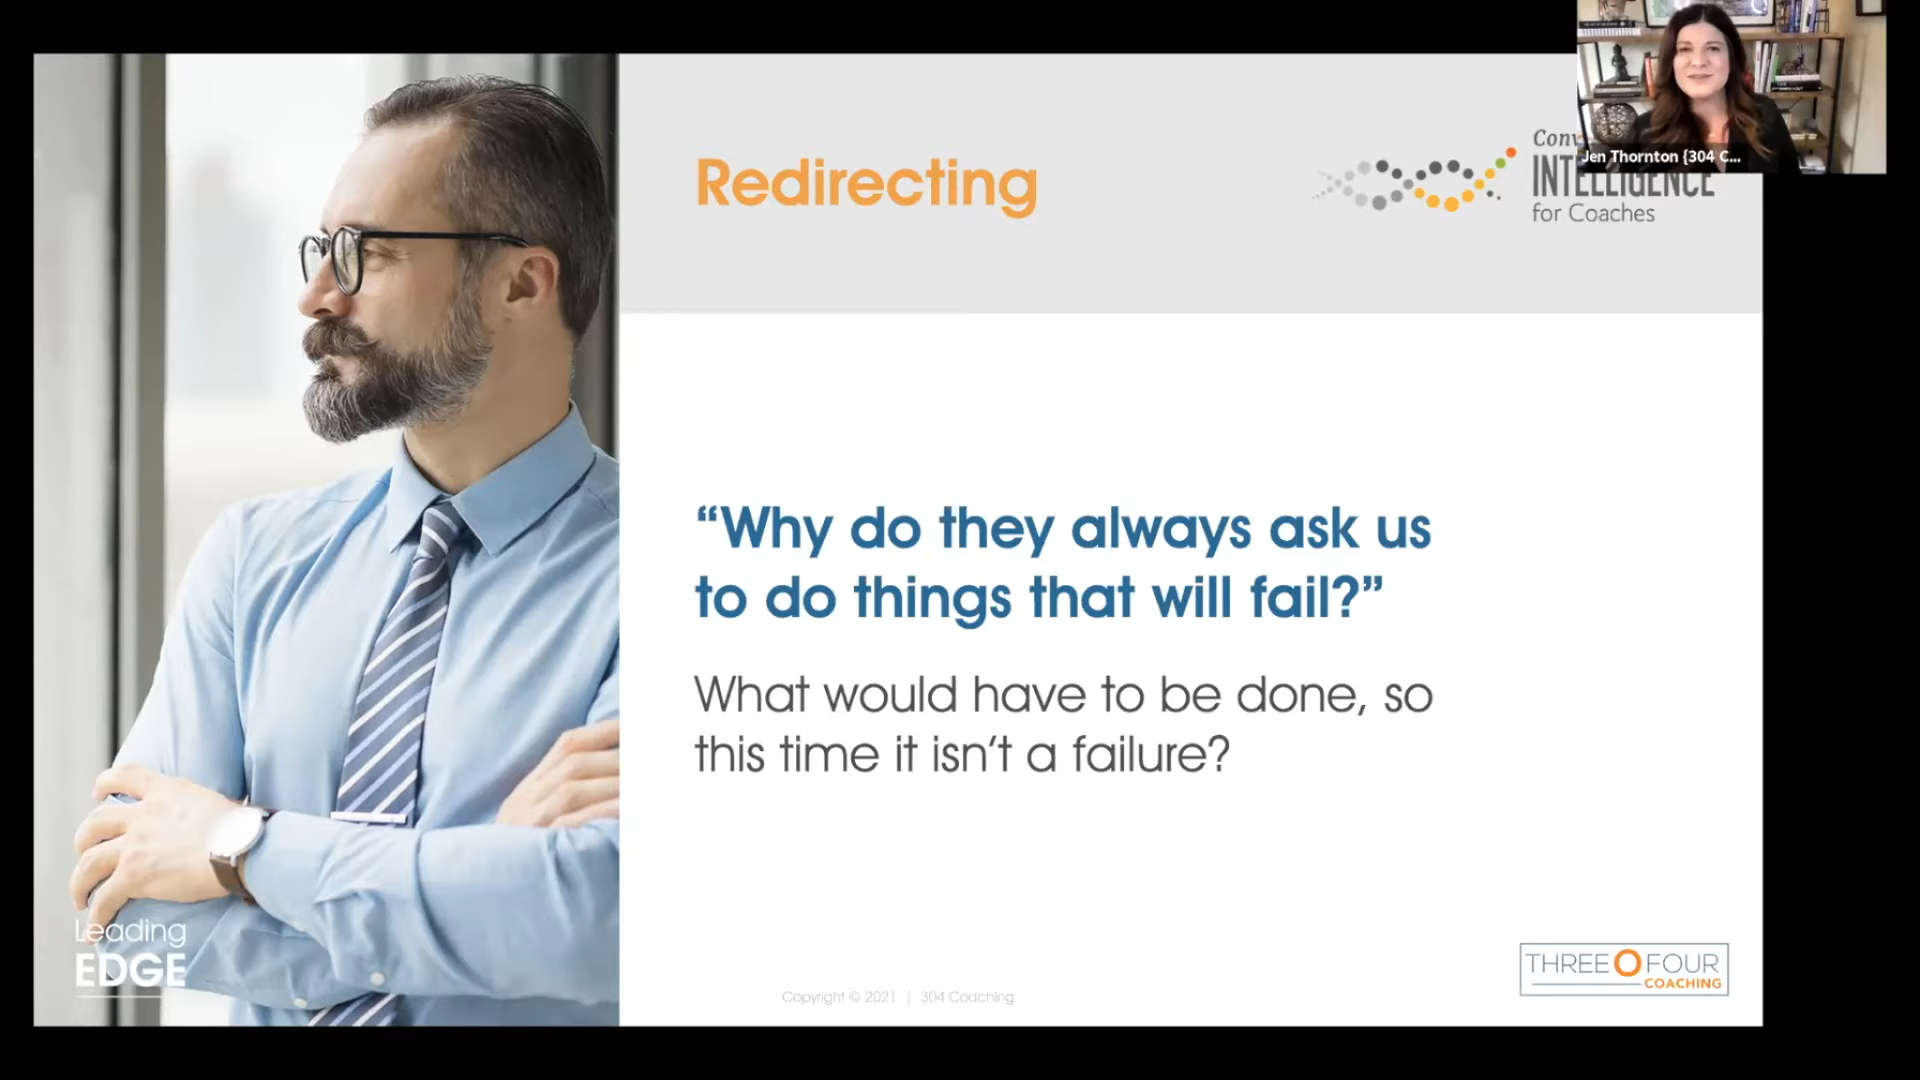 Redirecting
Conv
INTELLIGENCE
for Coaches
Jen Thornton {304 C...
“Why do they always ask us
to do things that will fail?”
What would have to be done, so
this time it isn’t a failure?
Leading
EDGE
Copyright © 2021 | 304 Coaching
THREE O FOUR
COACHING